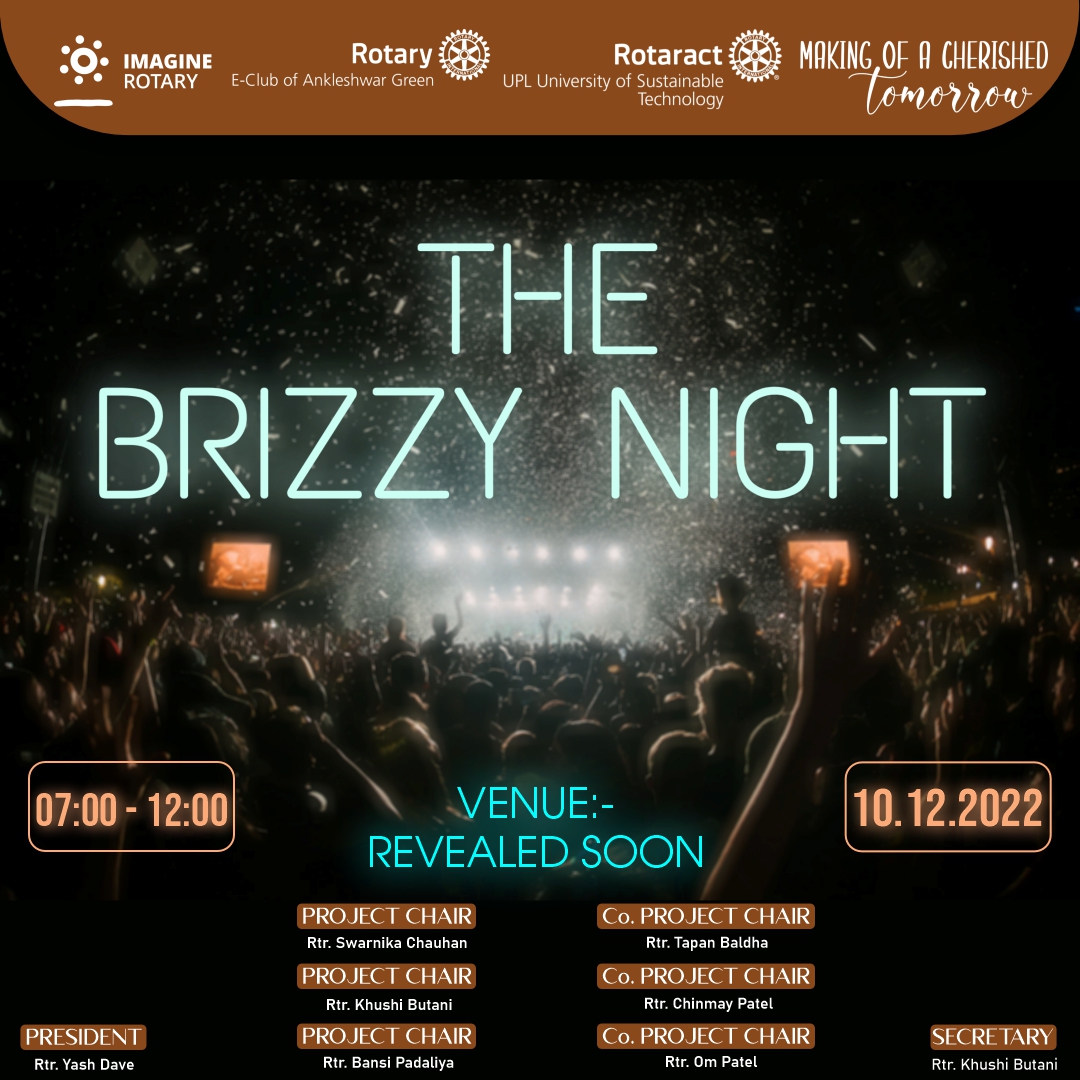 IMAGINE
ROTARY
Rotary
E-Club of Ankleshwar Green
Rotaract
UPL University of Sustainable
Technology
MAKING OF A CHERISHED
tomorrow
THE
BRIZZY NIGHT
07:00 - 12:00
VENUE:-
REVEALED SOON
10.12.2022
PROJECT CHAIR
Rtr. Swarnika Chauhan
Co. PROJECT CHAIR
Rtr. Tapan Baldha
PROJECT CHAIR
Rtr. Khushi Butani
Co. PROJECT CHAIR
Rtr. Chinmay Patel
PRESIDENT
Rtr. Yash Dave
PROJECT CHAIR
Rtr. Bansi Padaliya
Co. PROJECT CHAIR
Rtr. Om Patel
SECRETARY
Rtr. Khushi Butani